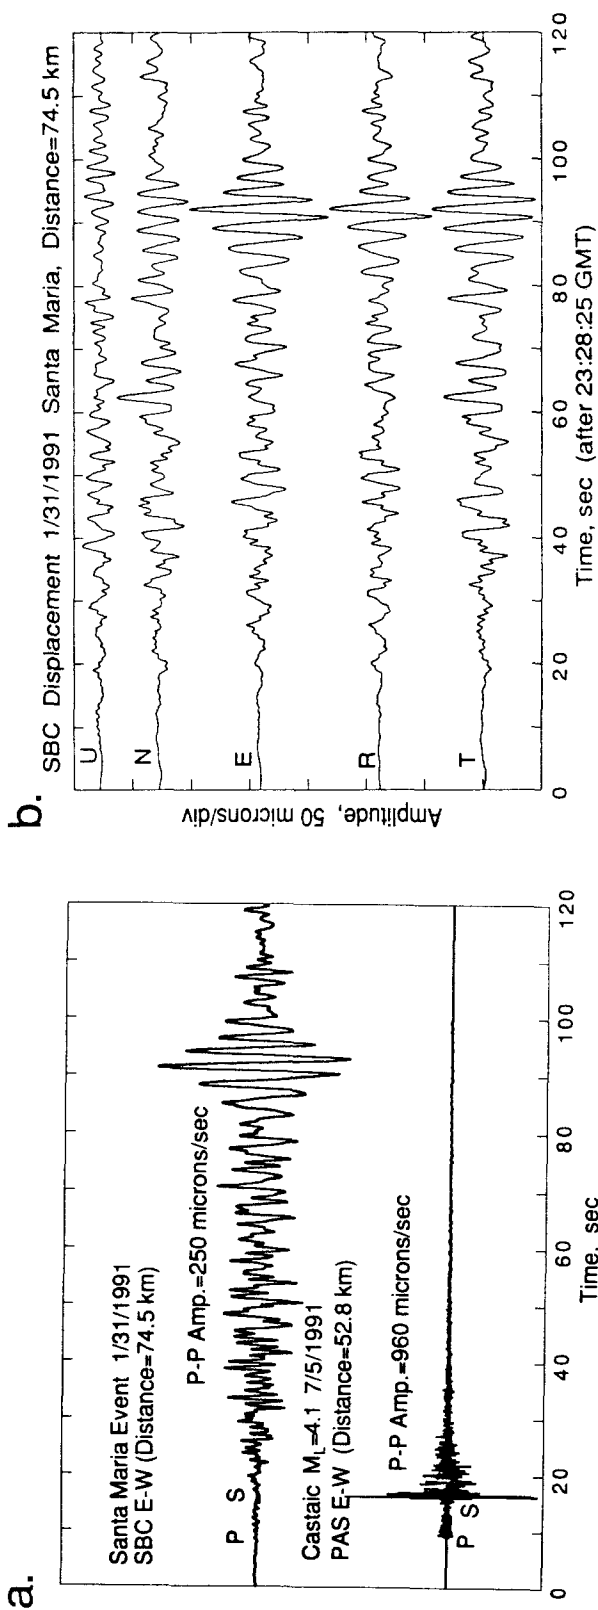 a.
Santa Maria Event 1/31/1991
SBC E-W (Distance=74.5 km)
P S
P-P Amp.=250 microns/sec
Castaic M_L=4.1 7/5/1991
PAS E-W (Distance=52.8 km)
P-P Amp.=960 microns/sec
P S
0 20 40 60 80 100 120
Time, sec
b.
SBC Displacement 1/31/1991 Santa Maria, Distance=74.5 km
U
N
E
R
T
Amplitude, 50 microns/div
0 20 40 60 80 100 120
Time, sec (after 23:28:25 GMT)